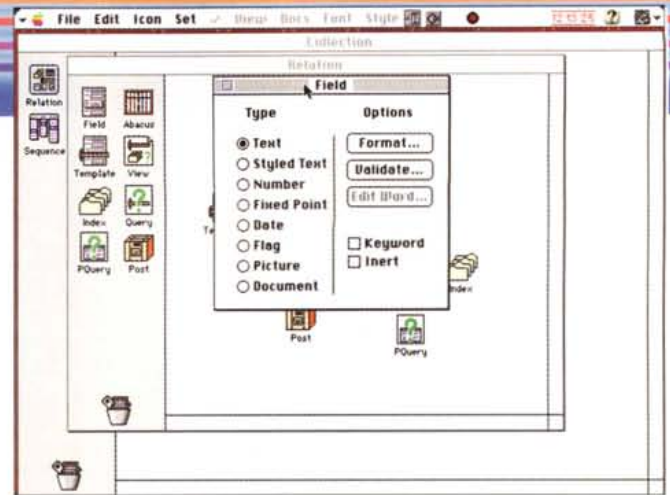 File Edit Icon Set View Docs Font Style
Collection
Relation
Relation
Sequence
Field
Abacus
Template
View
Index
Query
PQuery
Post
Field
Type
Options
Text
Styled Text
Number
Fixed Point
Date
Flag
Picture
Document
Format...
Validate...
Edit Word...
Keyword
Inert
Te
Index
Post
PQuery